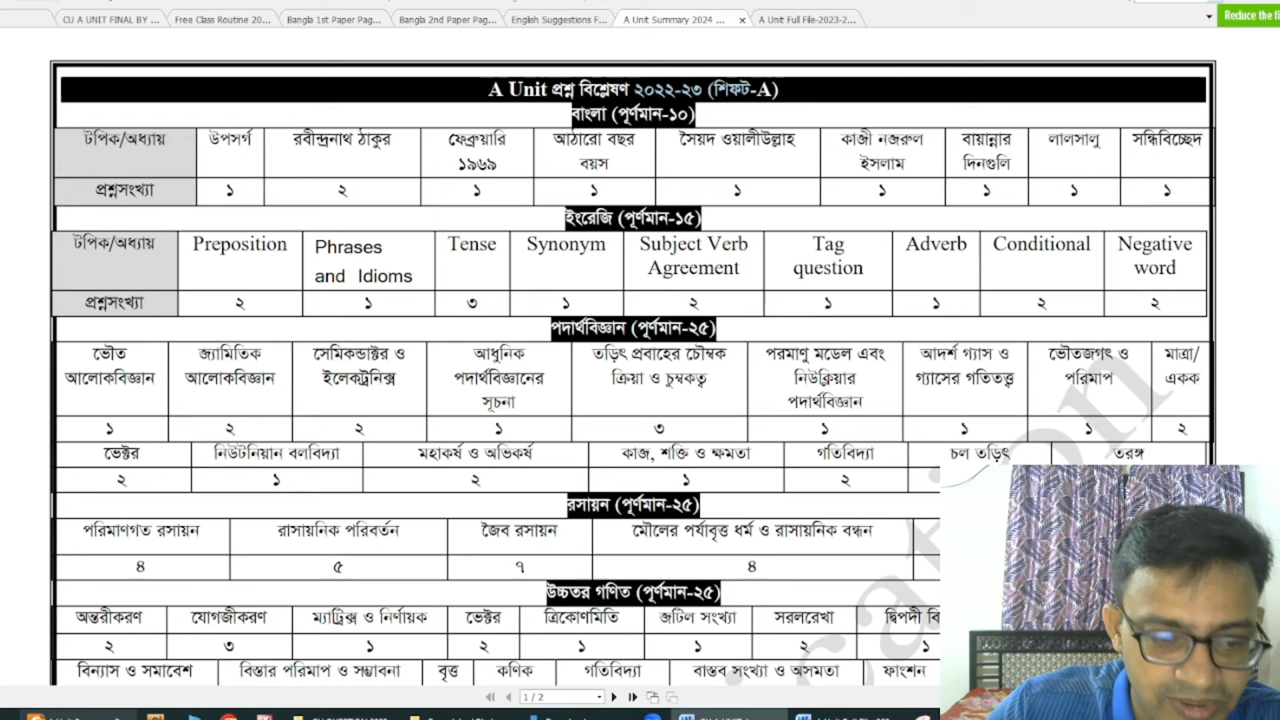 CU A UNIT FINAL BY ... Free Class Routine 20... Bangla 1st Paper Pag... Bangla 2nd Paper Pag... English Suggestions F... A Unit Summary 2024 ... × A Unit Full File-2023-2... Reduce the fi
A Unit প্রশ্ন বিশ্লেষণ ২০২২-২৩ (শিফট-A)
বাংলা (পূর্ণমান-১০)
টপিক/অধ্যায় উপসর্গ রবীন্দ্রনাথ ঠাকুর ফেব্রুয়ারি ১৯৬৯ আঠারো বছর বয়স সৈয়দ ওয়ালীউল্লাহ কাজী নজরুল ইসলাম বায়ান্নার দিনগুলি লালসালু সন্ধিবিচ্ছেদ
প্রশ্নসংখ্যা ১ ২ ১ ১ ১ ১ ১ ১ ১
ইংরেজি (পূর্ণমান-১৫)
টপিক/অধ্যায় Preposition Phrases and Idioms Tense Synonym Subject Verb Agreement Tag question Adverb Conditional Negative word
প্রশ্নসংখ্যা ২ ১ ৩ ১ ২ ১ ১ ২ ২
পদার্থবিজ্ঞান (পূর্ণমান-২৫)
ভৌত আলোকবিজ্ঞান জ্যামিতিক আলোকবিজ্ঞান সেমিকন্ডাক্টর ও ইলেকট্রনিক্স আধুনিক পদার্থবিজ্ঞানের সূচনা তড়িৎ প্রবাহের চৌম্বক ক্রিয়া ও চুম্বকত্ব পরমাণু মডেল এবং নিউক্লিয়ার পদার্থবিজ্ঞান আদর্শ গ্যাস ও গ্যাসের গতিতত্ত্ব ভৌতজগৎ ও পরিমাপ মাত্রা/ একক
১ ২ ২ ১ ৩ ১ ১ ১ ২
ভেক্টর নিউটনিয়ান বলবিদ্যা মহাকর্ষ ও অভিকর্ষ কাজ, শক্তি ও ক্ষমতা গতিবিদ্যা চল তড়িৎ তরঙ্গ
২ ১ ২ ১ ২
রসায়ন (পূর্ণমান-২৫)
পরিমাণগত রসায়ন রাসায়নিক পরিবর্তন জৈব রসায়ন মৌলের পর্যাবৃত্ত ধর্ম ও রাসায়নিক বন্ধন
৪ ৫ ৭ ৪
উচ্চতর গণিত (পূর্ণমান-২৫)
অন্তরীকরণ যোগজীকরণ ম্যাট্রিক্স ও নির্ণায়ক ভেক্টর ত্রিকোণমিতি জটিল সংখ্যা সরলরেখা দ্বিপদী বি
২ ৩ ১ ২ ১ ১ ২ ১
বিন্যাস ও সমাবেশ বিস্তার পরিমাপ ও সম্ভাবনা বৃত্ত কণিক গতিবিদ্যা বাস্তব সংখ্যা ও অসমতা ফাংশন
1 / 2